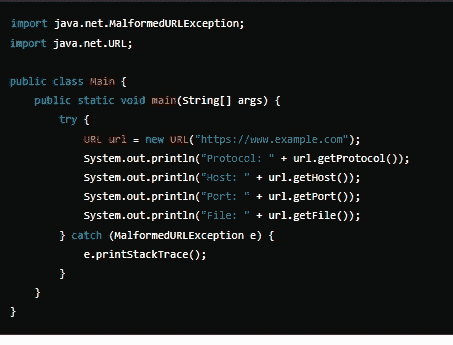 import java.net.MalformedURLException;
import java.net.URL;
public class Main {
public static void main(String[] args) {
try {
URL url = new URL("https://www.example.com");
System.out.println("Protocol: " + url.getProtocol());
System.out.println("Host: " + url.getHost());
System.out.println("Port: " + url.getPort());
System.out.println("File: " + url.getFile());
} catch (MalformedURLException e) {
e.printStackTrace();
}
}
}